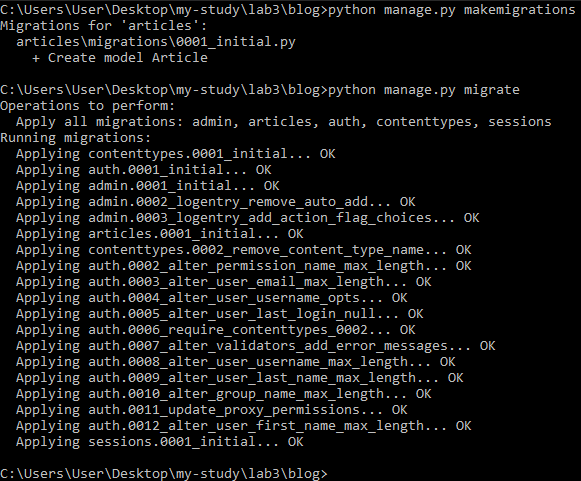 C:\Users\User\Desktop\my-study\lab3\blog>python manage.py makemigrations
Migrations for 'articles':
  articles\migrations\0001_initial.py
    + Create model Article

C:\Users\User\Desktop\my-study\lab3\blog>python manage.py migrate
Operations to perform:
  Apply all migrations: admin, articles, auth, contenttypes, sessions
Running migrations:
  Applying contenttypes.0001_initial... OK
  Applying auth.0001_initial... OK
  Applying admin.0001_initial... OK
  Applying admin.0002_logentry_remove_auto_add... OK
  Applying admin.0003_logentry_add_action_flag_choices... OK
  Applying articles.0001_initial... OK
  Applying contenttypes.0002_remove_content_type_name... OK
  Applying auth.0002_alter_permission_name_max_length... OK
  Applying auth.0003_alter_user_email_max_length... OK
  Applying auth.0004_alter_user_username_opts... OK
  Applying auth.0005_alter_user_last_login_null... OK
  Applying auth.0006_require_contenttypes_0002... OK
  Applying auth.0007_alter_validators_add_error_messages... OK
  Applying auth.0008_alter_user_username_max_length... OK
  Applying auth.0009_alter_user_last_name_max_length... OK
  Applying auth.0010_alter_group_name_max_length... OK
  Applying auth.0011_update_proxy_permissions... OK
  Applying auth.0012_alter_user_first_name_max_length... OK
  Applying sessions.0001_initial... OK

C:\Users\User\Desktop\my-study\lab3\blog>